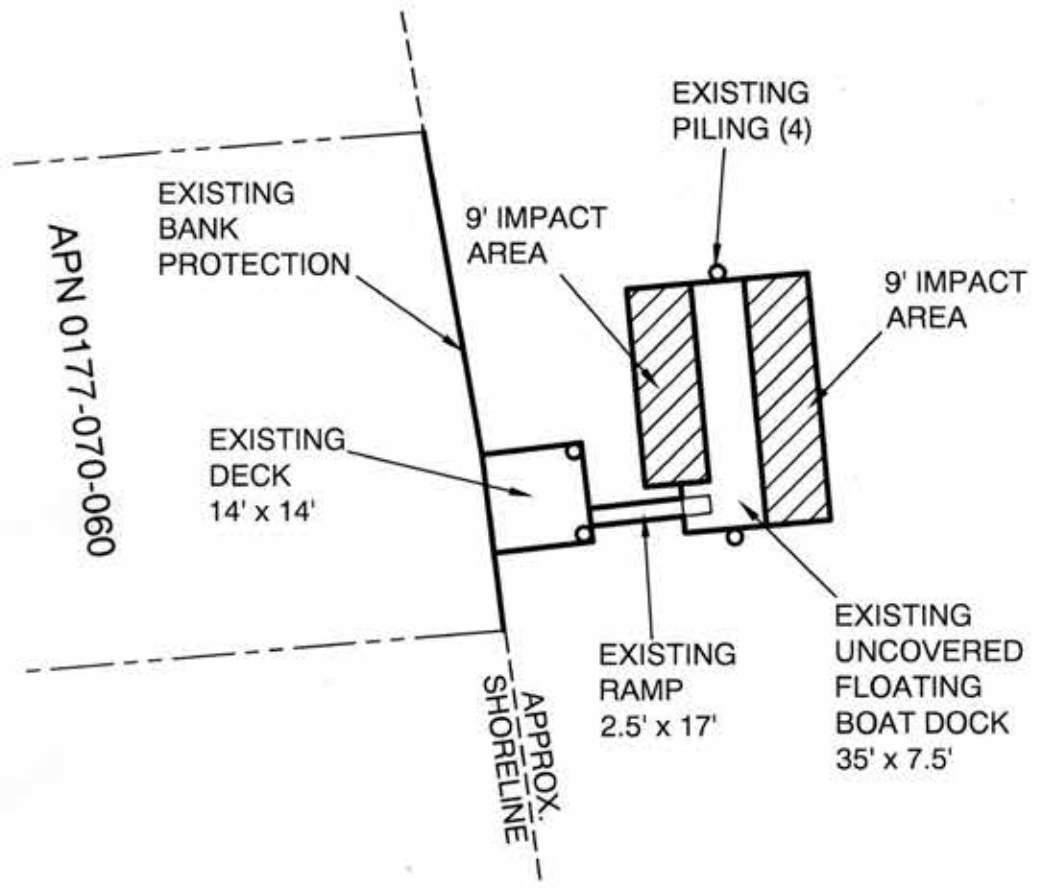 EXISTING
PILING (4)
EXISTING
BANK
PROTECTION
9' IMPACT
AREA
9' IMPACT
AREA
APN 0177-070-060
EXISTING
DECK
14' x 14'
EXISTING
RAMP
2.5' x 17'
EXISTING
UNCOVERED
FLOATING
BOAT DOCK
35' x 7.5'
APPROX.
SHORELINE